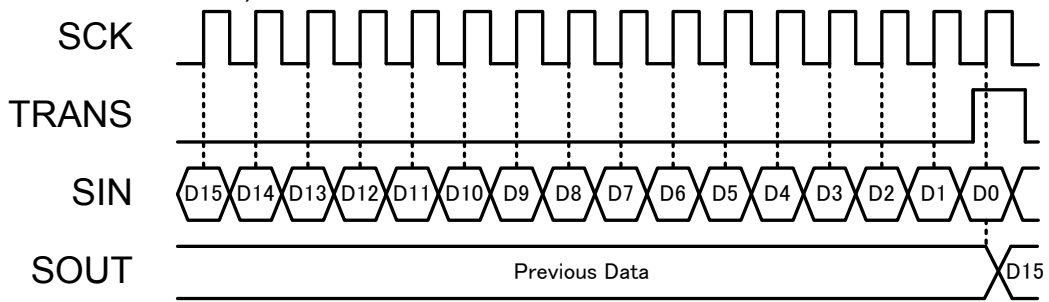 SCK
TRANS
SIN D15 D14 D13 D12 D11 D10 D9 D8 D7 D6 D5 D4 D3 D2 D1 D0
SOUT Previous Data D15